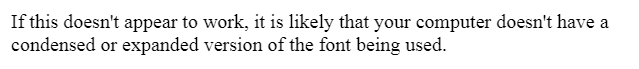 If this doesn't appear to work, it is likely that your computer doesn't have a
condensed or expanded version of the font being used.